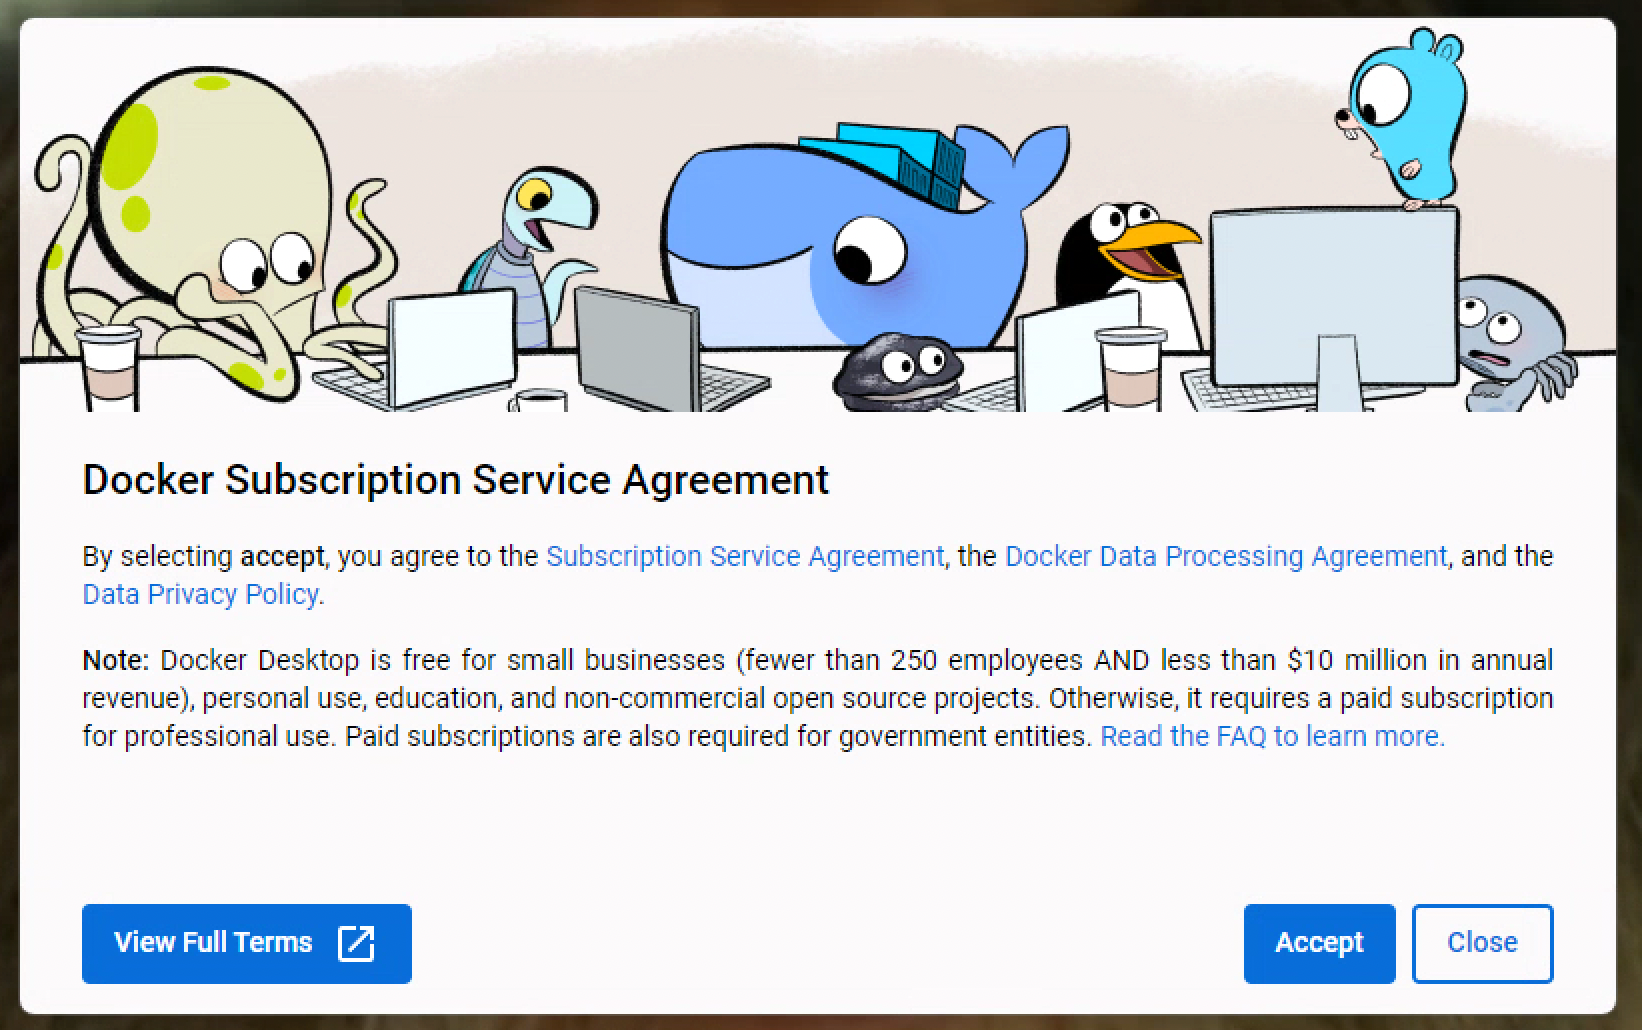 Docker Subscription Service Agreement
By selecting accept, you agree to the Subscription Service Agreement, the Docker Data Processing Agreement, and the
Data Privacy Policy.
Note: Docker Desktop is free for small businesses (fewer than 250 employees AND less than $10 million in annual
revenue), personal use, education, and non-commercial open source projects. Otherwise, it requires a paid subscription
for professional use. Paid subscriptions are also required for government entities. Read the FAQ to learn more.
View Full Terms
Accept
Close